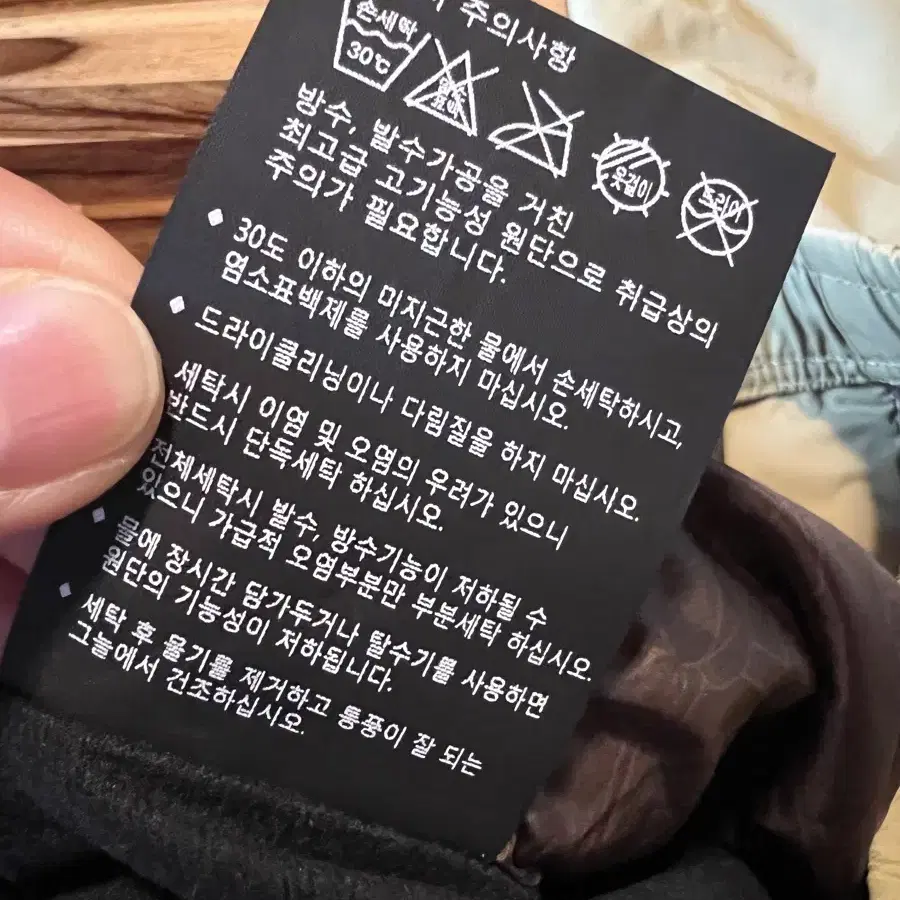 주의사항
손세탁
30℃
염소
표백
옷걸이
드라이
방수, 발수가공을 거친
최고급 고기능성 원단으로 취급상의
주의가 필요합니다.
30도 이하의 미지근한 물에서 손세탁하시고,
염소표백제를 사용하지 마십시오.
드라이클리닝이나 다림질을 하지 마십시오.
세탁시 이염 및 오염의 우려가 있으니
반드시 단독세탁 하십시오.
전체세탁시 발수, 방수기능이 저하될 수
있으니 가급적 오염부분만 부분세탁 하십시오.
물에 장시간 담가두거나 탈수기를 사용하면
원단의 기능성이 저하됩니다.
세탁 후 물기를 제거하고 통풍이 잘 되는
그늘에서 건조하십시오.